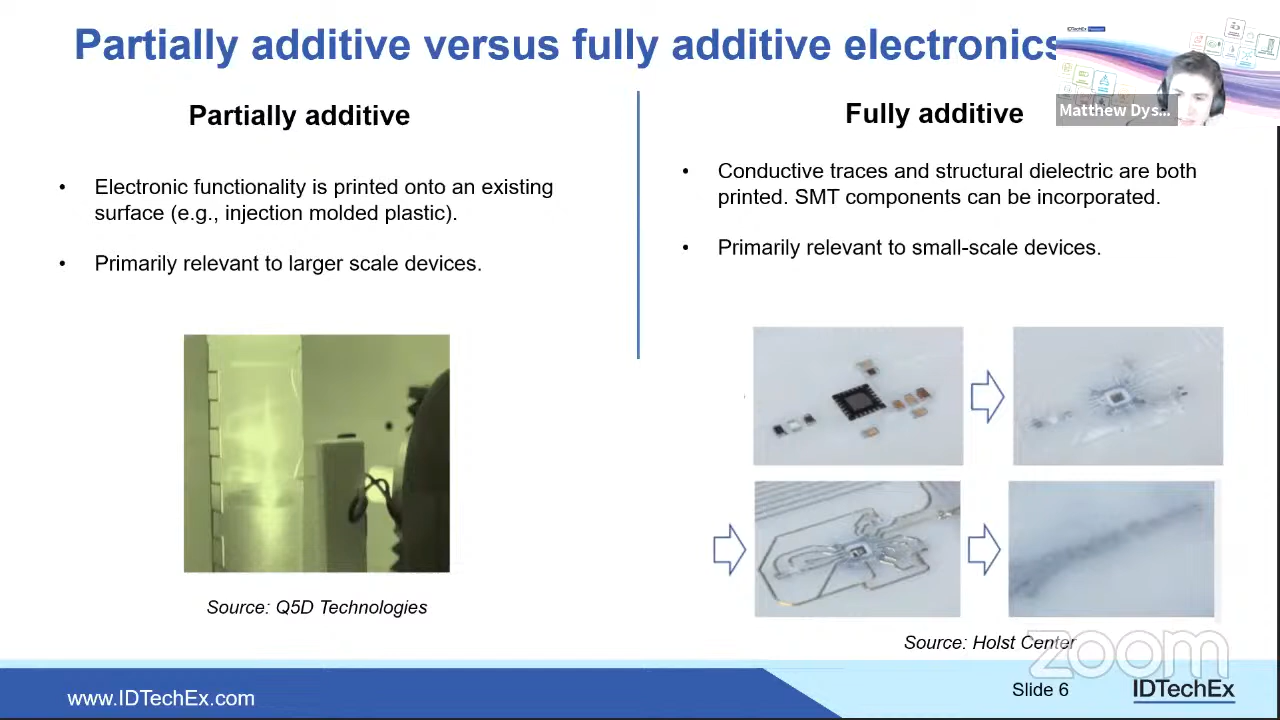 Partially additive versus fully additive electronics
Matthew Dys...
Partially additive
• Electronic functionality is printed onto an existing
surface (e.g., injection molded plastic).
• Primarily relevant to larger scale devices.
Source: Q5D Technologies
Fully additive
• Conductive traces and structural dielectric are both
printed. SMT components can be incorporated.
• Primarily relevant to small-scale devices.
Source: Holst Center
zoom
www.IDTechEx.com
Slide 6
IDTechEx